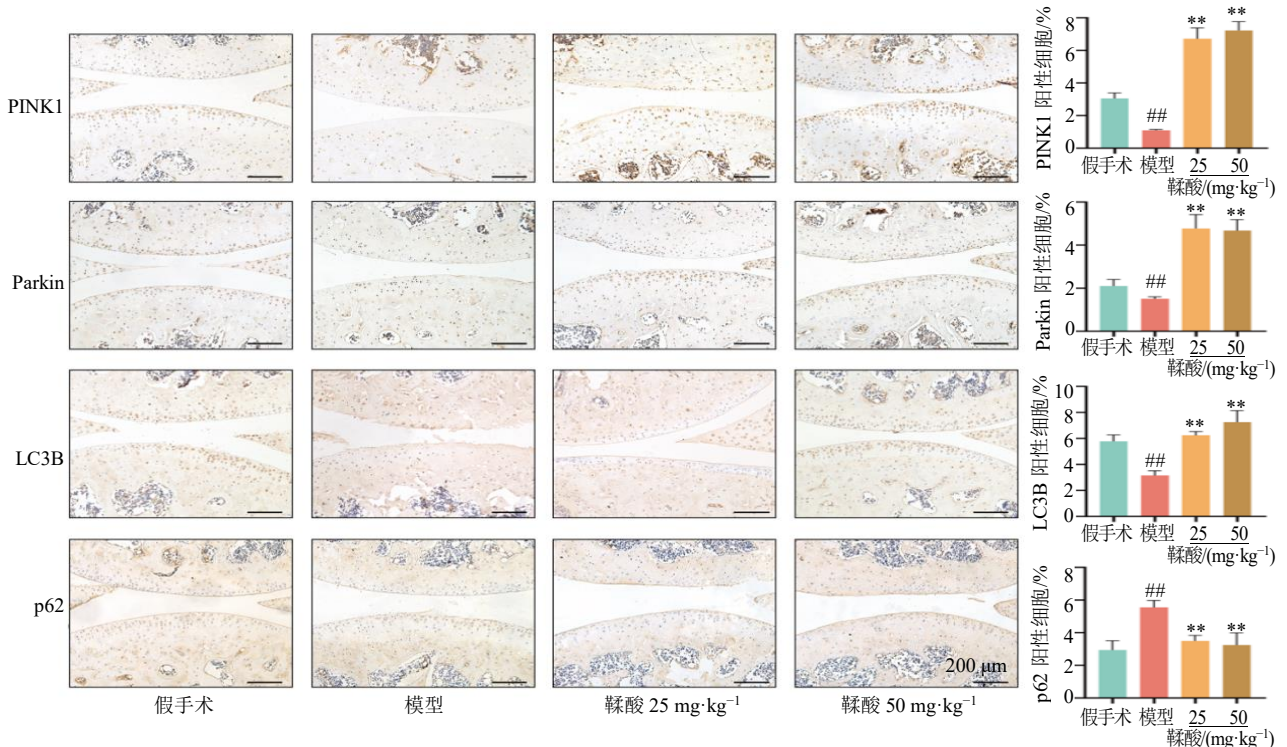 PINK1
Parkin
LC3B
p62
假手术
模型
鞣酸 25 mg·kg⁻¹
鞣酸 50 mg·kg⁻¹
200 μm
PINK1 阳性细胞/%
8
6
4
2
0
##
**
**
假手术
模型
25
50
鞣酸/(mg·kg⁻¹)
Parkin 阳性细胞/%
6
4
2
0
##
**
**
假手术
模型
25
50
鞣酸/(mg·kg⁻¹)
LC3B 阳性细胞/%
10
8
6
4
2
0
##
**
**
假手术
模型
25
50
鞣酸/(mg·kg⁻¹)
p62 阳性细胞/%
8
6
4
2
0
##
**
**
假手术
模型
25
50
鞣酸/(mg·kg⁻¹)